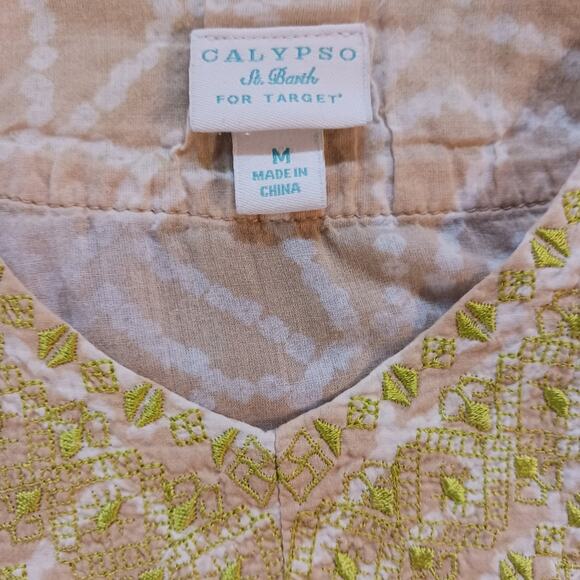 CALYPSO
St. Barth
FOR TARGET*
M
MADE IN
CHINA